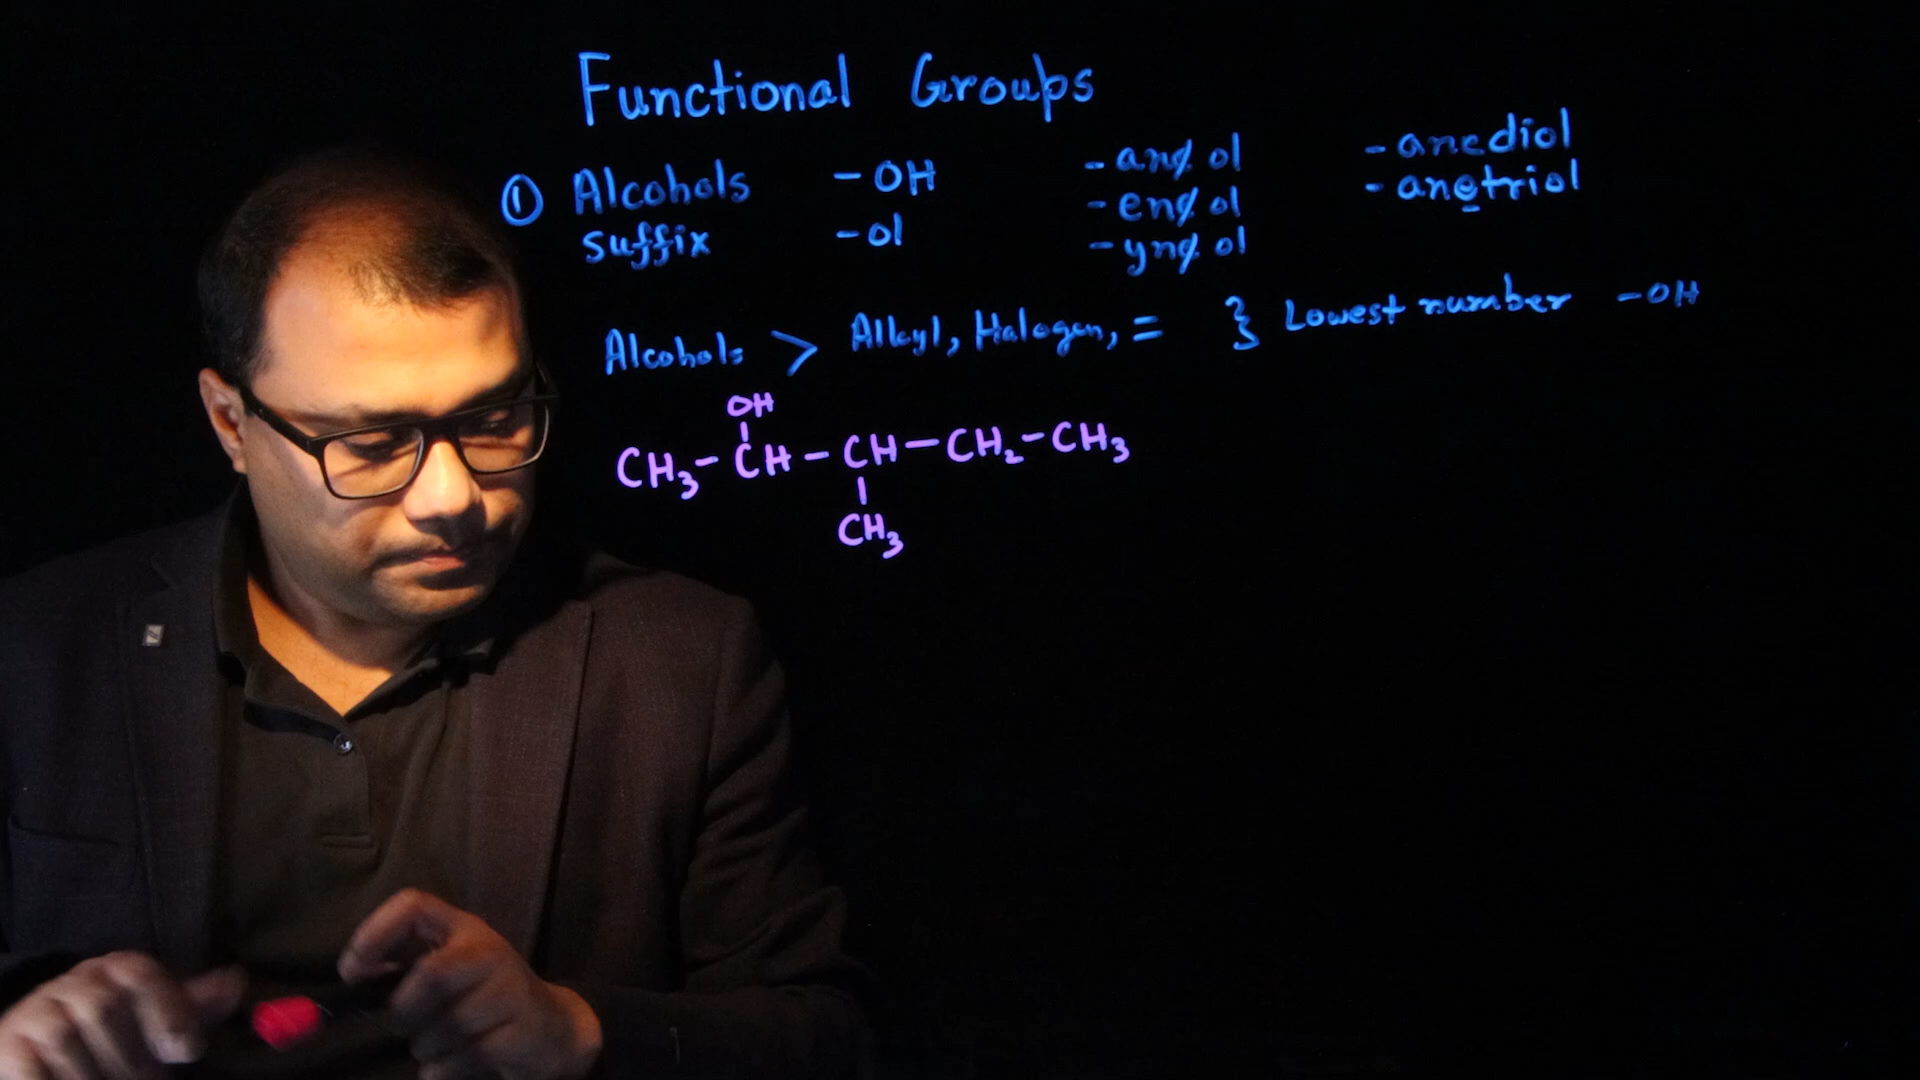 Functional Groups
① Alcohols -OH -ane ol -anediol
suffix -ol -ene ol -anetriol
-yne ol
Alcohols > Alkyl, Halogen, = } Lowest number -OH
OH
CH₃-CH-CH-CH₂-CH₃
CH₃